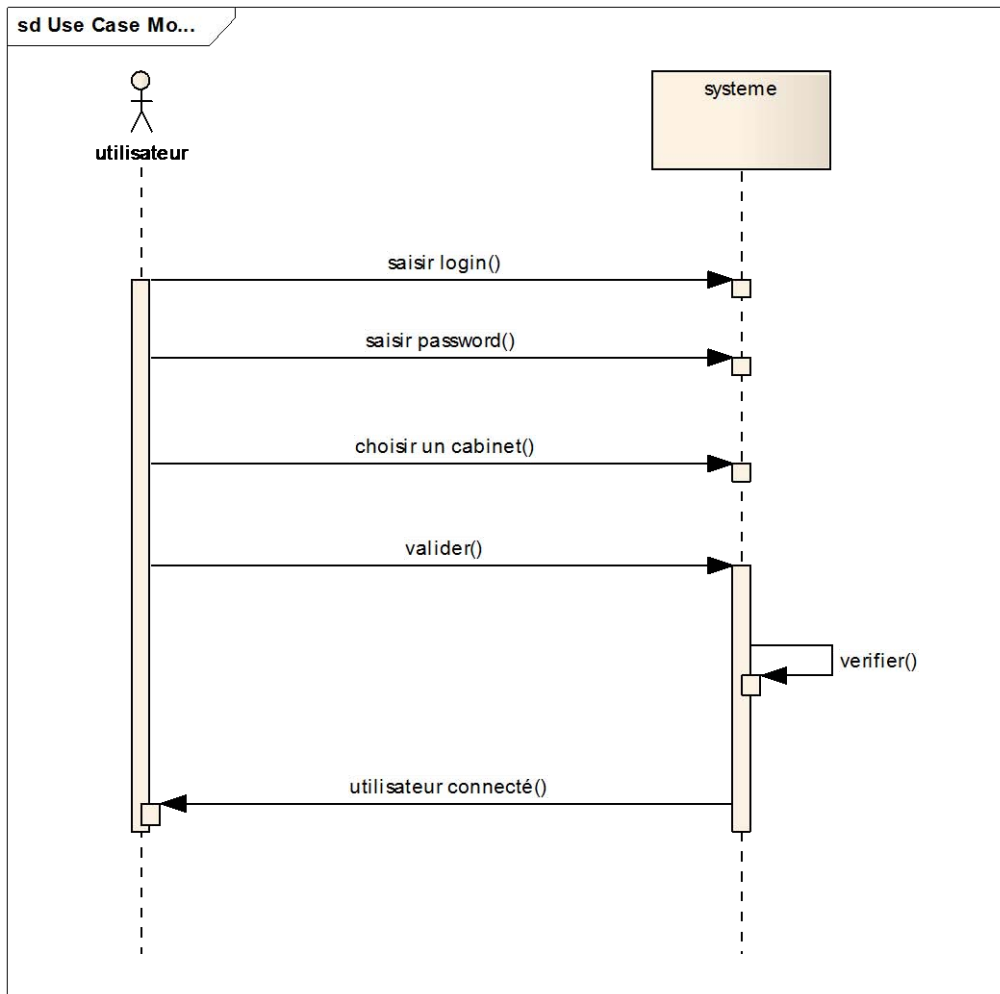 sd Use Case Mo...
utilisateur
systeme
saisir login()
saisir password()
choisir un cabinet()
valider()
verifier()
utilisateur connecté()